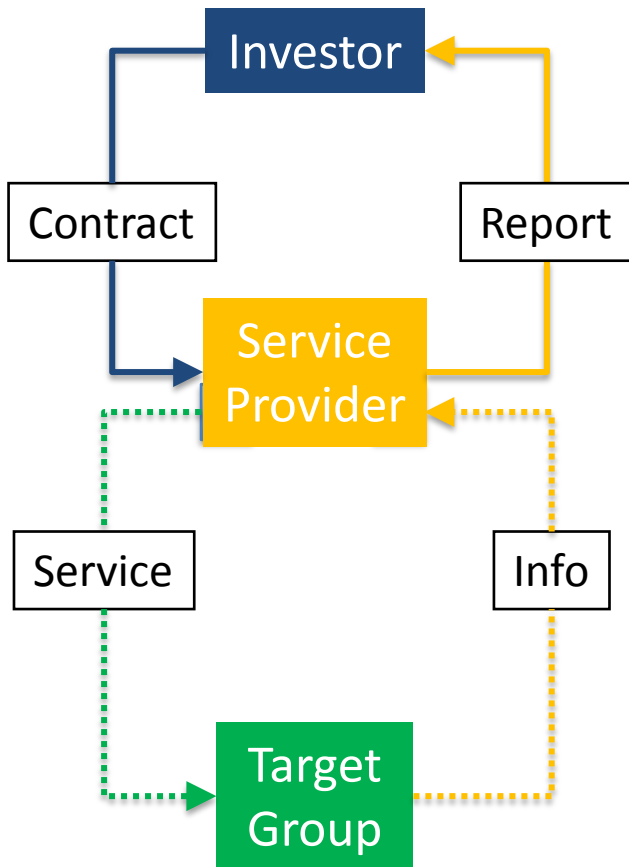 Investor
Contract
Report
Service
Provider
Service
Info
Target
Group